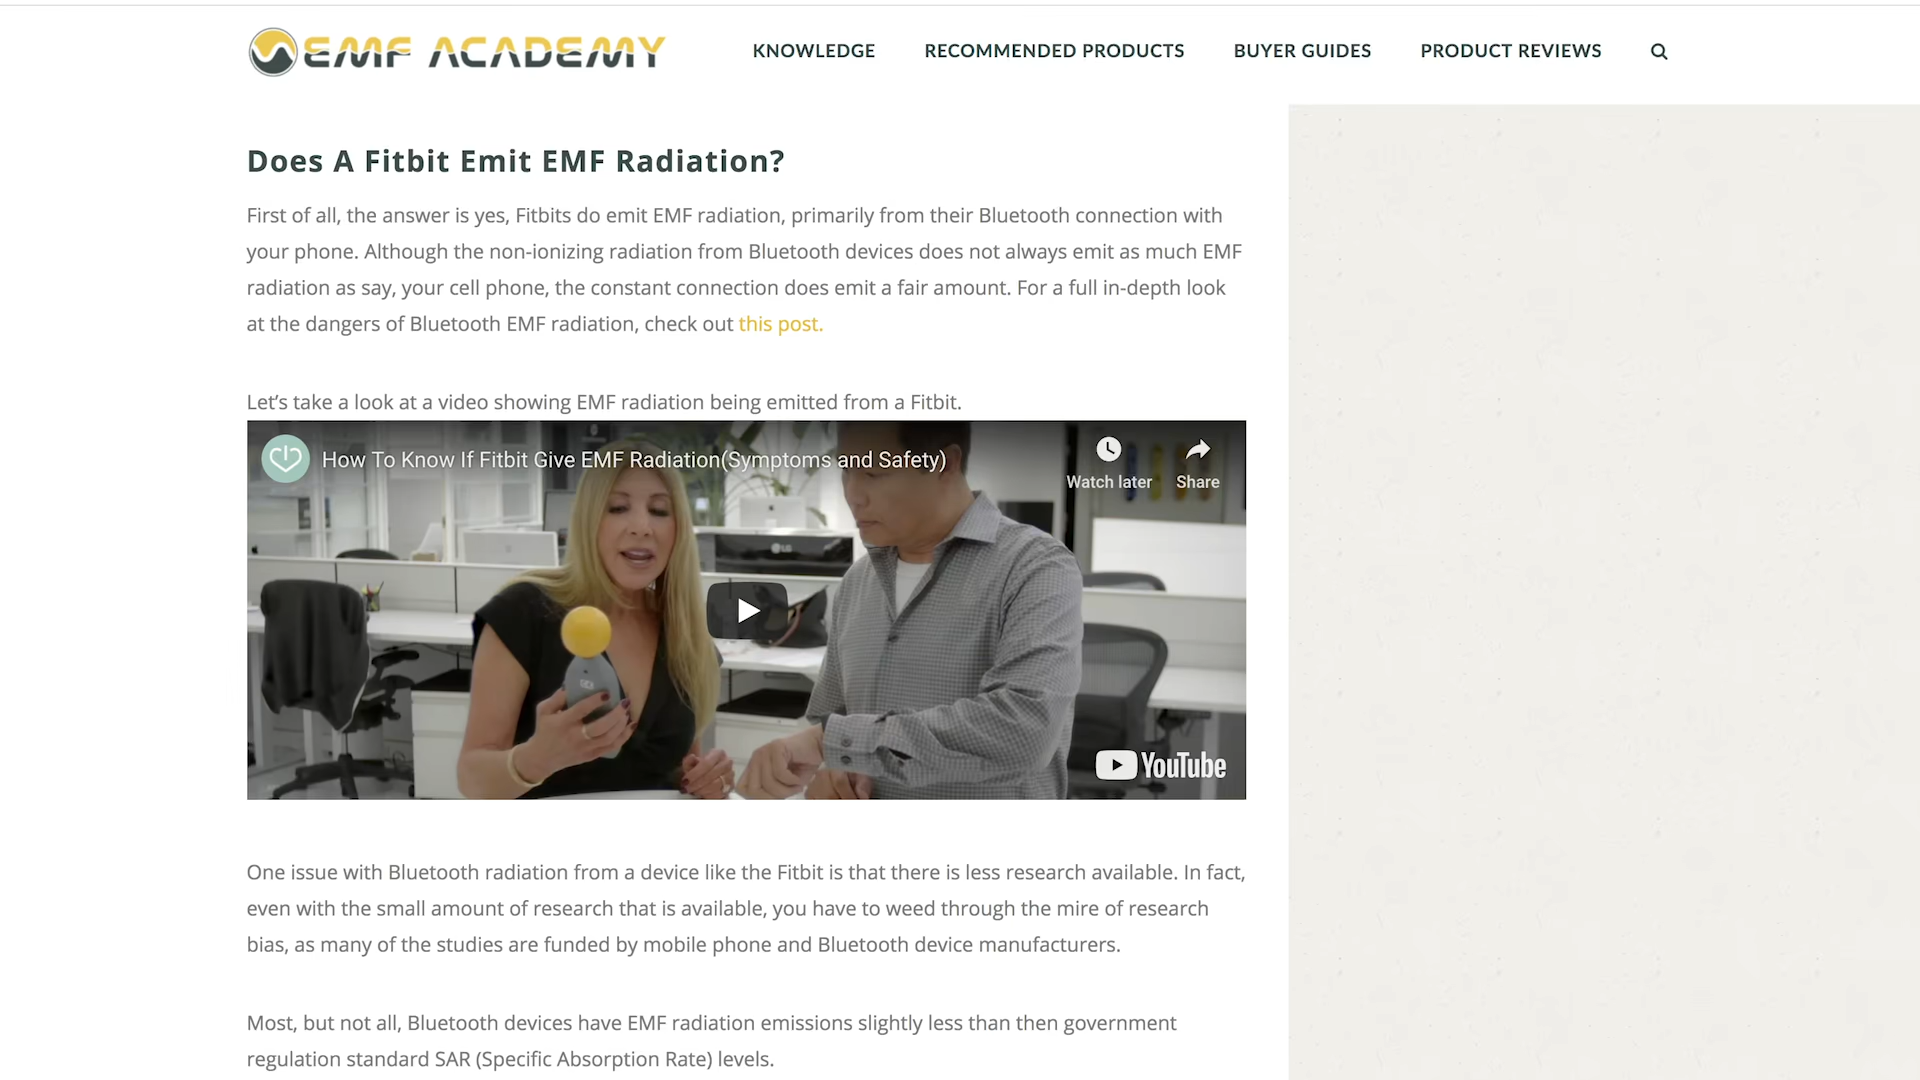 EMF ACADEMY
KNOWLEDGE
RECOMMENDED PRODUCTS
BUYER GUIDES
PRODUCT REVIEWS
Does A Fitbit Emit EMF Radiation?
First of all, the answer is yes, Fitbits do emit EMF radiation, primarily from their Bluetooth connection with
your phone. Although the non-ionizing radiation from Bluetooth devices does not always emit as much EMF
radiation as say, your cell phone, the constant connection does emit a fair amount. For a full in-depth look
at the dangers of Bluetooth EMF radiation, check out this post.
Let’s take a look at a video showing EMF radiation being emitted from a Fitbit.
How To Know If Fitbit Give EMF Radiation(Symptoms and Safety)
Watch later
Share
LG
YouTube
One issue with Bluetooth radiation from a device like the Fitbit is that there is less research available. In fact,
even with the small amount of research that is available, you have to weed through the mire of research
bias, as many of the studies are funded by mobile phone and Bluetooth device manufacturers.
Most, but not all, Bluetooth devices have EMF radiation emissions slightly less than then government
regulation standard SAR (Specific Absorption Rate) levels.